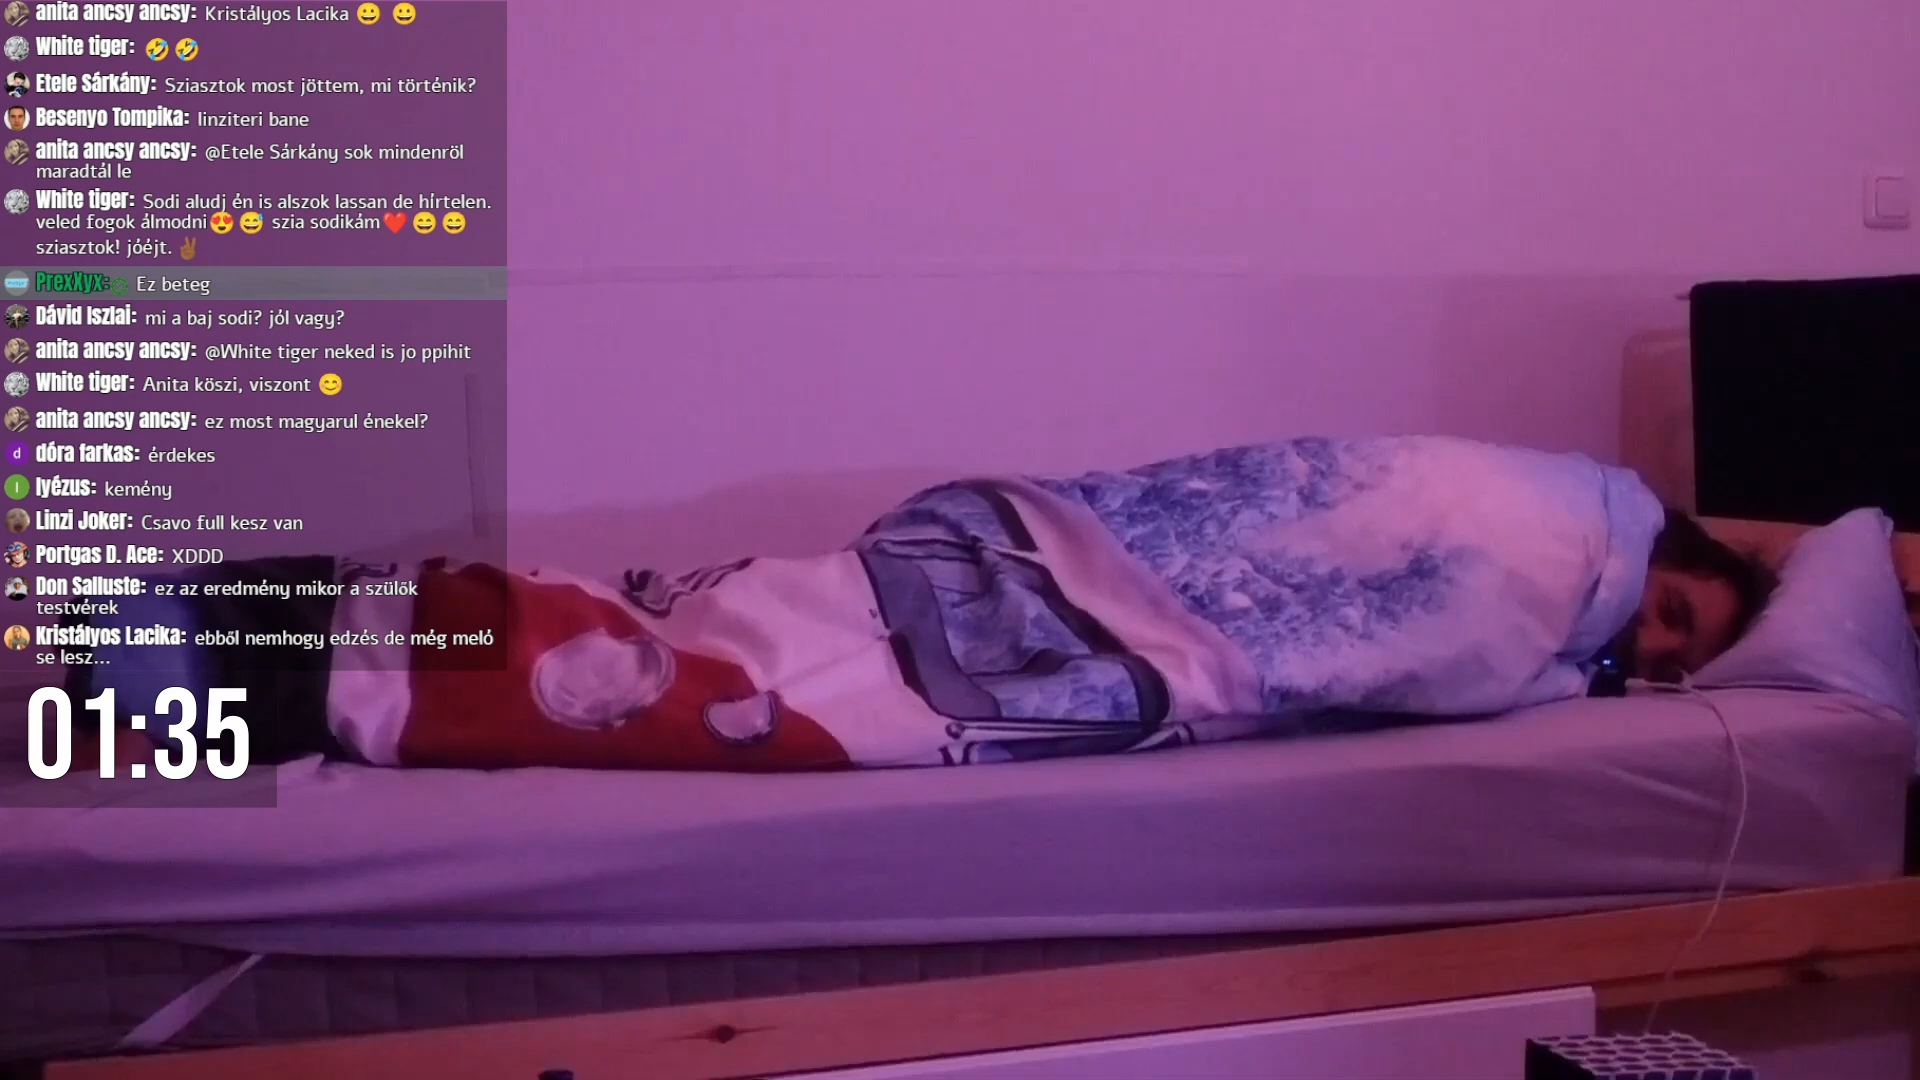 anita ancsy ancsy: Kristályos Lacika 😀 😀
White tiger: 🤣🤣
Etele Sárkány: Sziasztok most jöttem, mi történik?
Besenyo Tompika: linziteri bane
anita ancsy ancsy: @Etele Sárkány sok mindenröl
maradtál le
White tiger: Sodi aludj én is alszok lassan de hírtelen.
veled fogok álmodni😍😅 szia sodikám❤️😄😄
sziasztok! jóéjt. ✌🏾
PrexXyx: Ez beteg
Dávid Iszlai: mi a baj sodi? jól vagy?
anita ancsy ancsy: @White tiger neked is jo ppihit
White tiger: Anita köszi, viszont 😊
anita ancsy ancsy: ez most magyarul énekel?
d
dóra farkas: érdekes
I
Iyézus: kemény
Linzi Joker: Csavo full kesz van
Portgas D. Ace: XDDD
Don Salluste: ez az eredmény mikor a szülők
testvérek
Kristályos Lacika: ebből nemhogy edzés de még meló
se lesz...
01:35